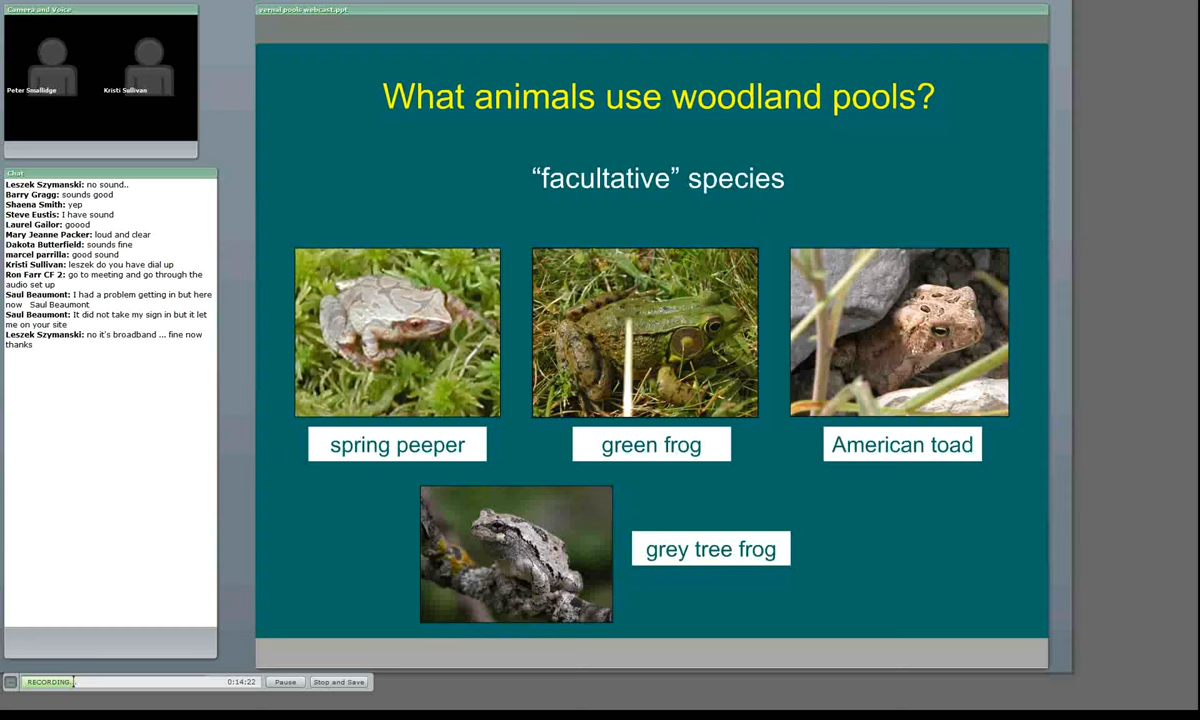 Camera and Voice
Peter Smallidge
Kristi Sullivan
Chat
Leszek Szymanski: no sound..
Barry Gragg: sounds good
Shaena Smith: yep
Steve Eustis: I have sound
Laurel Gailor: goood
Mary Jeanne Packer: loud and clear
Dakota Butterfield: sounds fine
marcel parrilla: good sound
Kristi Sullivan: leszek do you have dial up
Ron Farr CF 2: go to meeting and go through the
audio set up
Saul Beaumont: I had a problem getting in but here
now Saul Beaumont
Saul Beaumont: It did not take my sign in but it let
me on your site
Leszek Szymanski: no it's broadband ... fine now
thanks
vernal pools webcast.ppt
What animals use woodland pools?
“facultative” species
spring peeper
green frog
American toad
grey tree frog
RECORDING...
0:14:22
Pause
Stop and Save